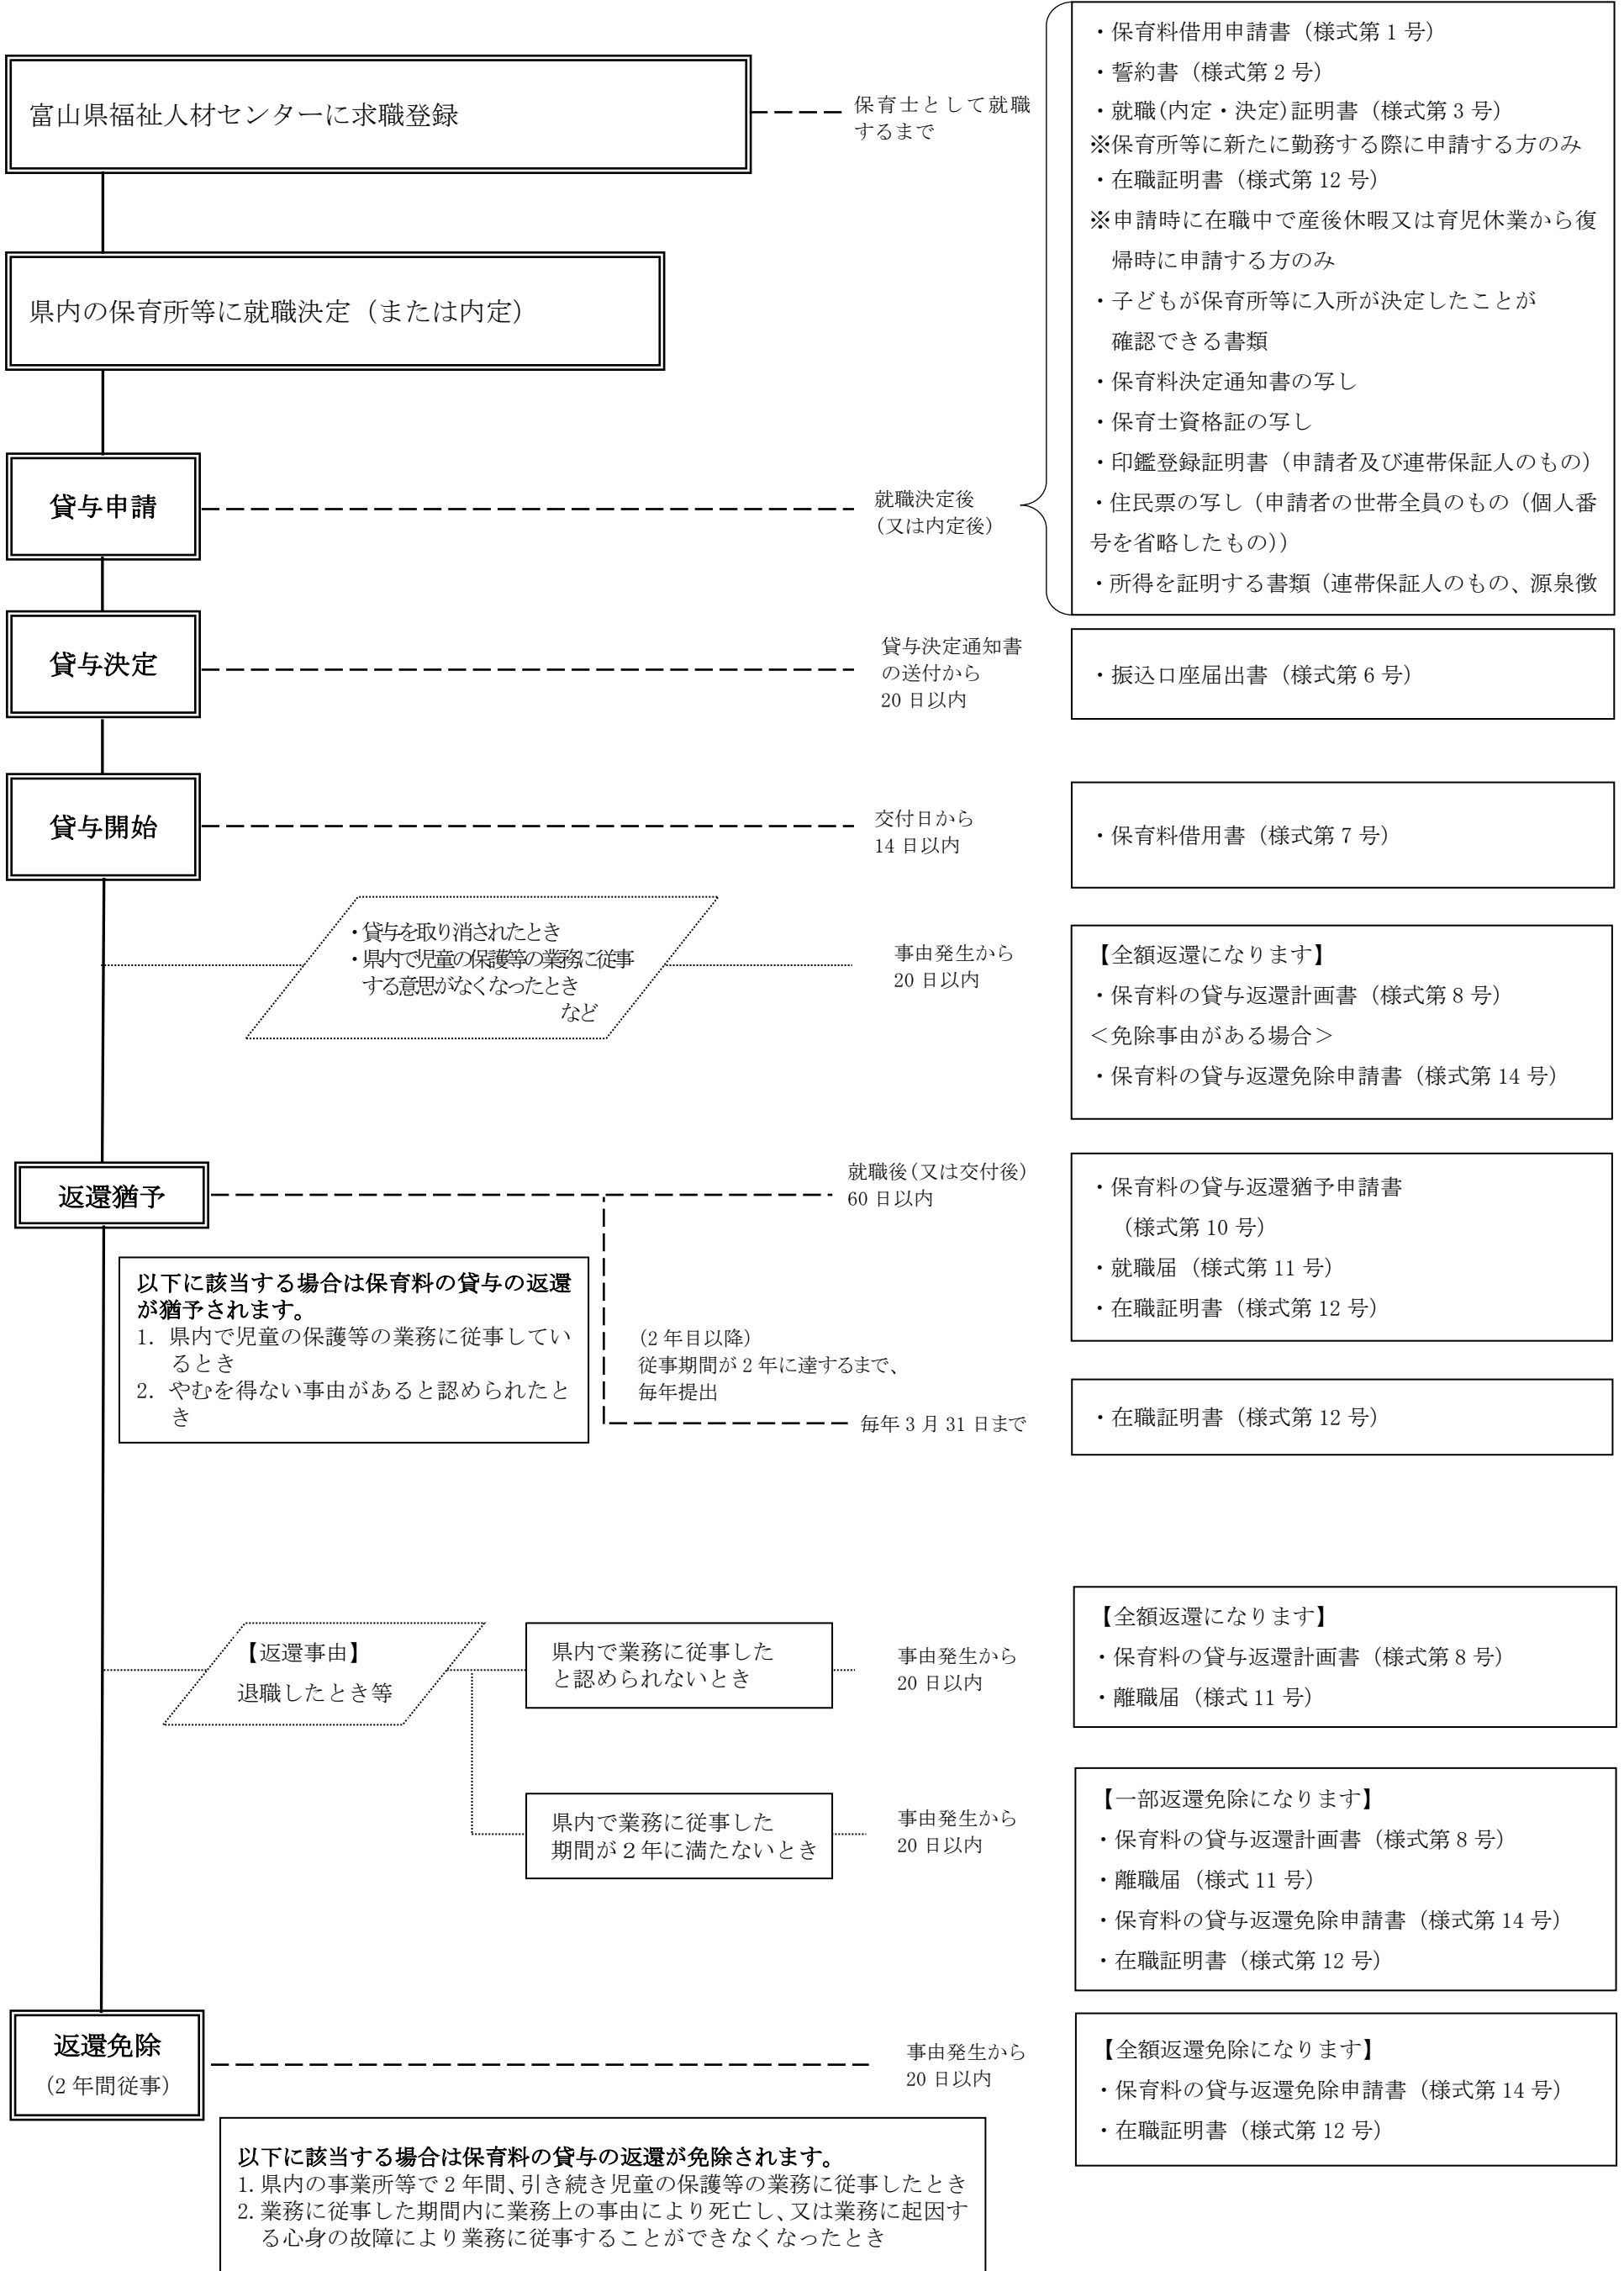 富山県福祉人材センターに求職登録
保育士として就職
するまで
県内の保育所等に就職決定（または内定）
貸与申請
就職決定後
（又は内定後）
・保育料借用申請書（様式第1号）
・誓約書（様式第2号）
・就職(内定・決定)証明書（様式第3号）
※保育所等に新たに勤務する際に申請する方のみ
・在職証明書（様式第12号）
※申請時に在職中で産後休暇又は育児休業から復
帰時に申請する方のみ
・子どもが保育所等に入所が決定したことが
確認できる書類
・保育料決定通知書の写し
・保育士資格証の写し
・印鑑登録証明書（申請者及び連帯保証人のもの）
・住民票の写し（申請者の世帯全員のもの（個人番
号を省略したもの））
・所得を証明する書類（連帯保証人のもの、源泉徴
貸与決定
貸与決定通知書
の送付から
20日以内
・振込口座届出書（様式第6号）
貸与開始
交付日から
14日以内
・保育料借用書（様式第7号）
・貸与を取り消されたとき
・県内で児童の保護等の業務に従事
する意思がなくなったとき
など
事由発生から
20日以内
【全額返還になります】
・保育料の貸与返還計画書（様式第8号）
＜免除事由がある場合＞
・保育料の貸与返還免除申請書（様式第14号）
返還猶予
就職後（又は交付後）
60日以内
・保育料の貸与返還猶予申請書
（様式第10号）
・就職届（様式第11号）
・在職証明書（様式第12号）
以下に該当する場合は保育料の貸与の返還
が猶予されます。
1. 県内で児童の保護等の業務に従事してい
るとき
2. やむを得ない事由があると認められたと
き
（2年目以降）
従事期間が2年に達するまで、
毎年提出
毎年3月31日まで
・在職証明書（様式第12号）
【返還事由】
退職したとき等
県内で業務に従事した
と認められないとき
事由発生から
20日以内
【全額返還になります】
・保育料の貸与返還計画書（様式第8号）
・離職届（様式11号）
県内で業務に従事した
期間が２年に満たないとき
事由発生から
20日以内
【一部返還免除になります】
・保育料の貸与返還計画書（様式第8号）
・離職届（様式11号）
・保育料の貸与返還免除申請書（様式第14号）
・在職証明書（様式第12号）
返還免除
（2年間従事）
事由発生から
20日以内
【全額返還免除になります】
・保育料の貸与返還免除申請書（様式第14号）
・在職証明書（様式第12号）
以下に該当する場合は保育料の貸与の返還が免除されます。
1. 県内の事業所等で2年間、引き続き児童の保護等の業務に従事したとき
2. 業務に従事した期間内に業務上の事由により死亡し、又は業務に起因す
る心身の故障により業務に従事することができなくなったとき